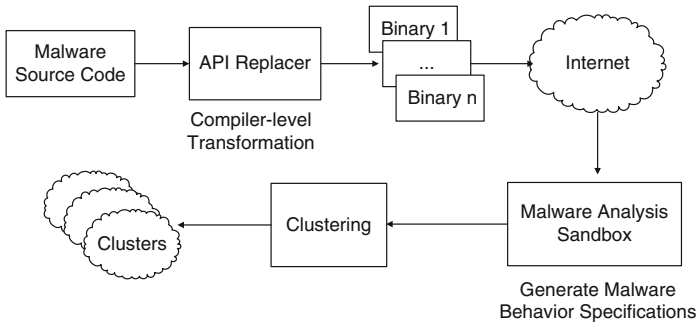 Malware
Source Code
API Replacer
Compiler-level
Transformation
Binary 1
...
Binary n
Internet
Malware Analysis
Sandbox
Generate Malware
Behavior Specifications
Clustering
Clusters